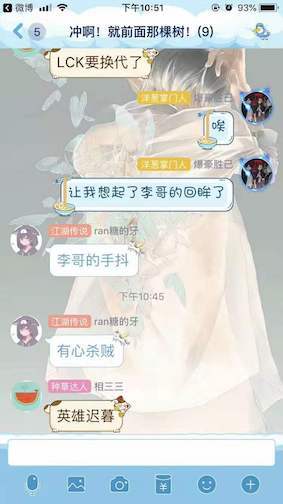 微博 下午10:51
5 冲啊！就前面那棵树！(9)
LCK要换代了
洋葱掌门人 爆豪胜己
唉
洋葱掌门人 爆豪胜己
让我想起了李哥的回眸了
江湖传说 ran糖的牙
李哥的手抖
下午10:45
江湖传说 ran糖的牙
有心杀贼
种草达人 相三三
英雄迟暮